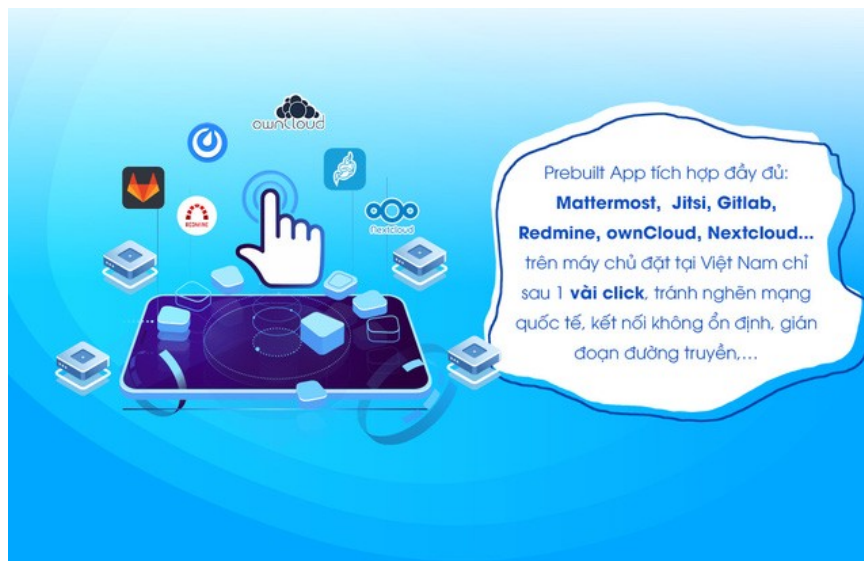 ownCloud
REDMINE
Nextcloud
Prebuilt App tích hợp đầy đủ:
Mattermost, Jitsi, Gitlab,
Redmine, ownCloud, Nextcloud...
trên máy chủ đặt tại Việt Nam chỉ
sau 1 vài click, tránh nghẽn mạng
quốc tế, kết nối không ổn định, gián
đoạn đường truyền,...